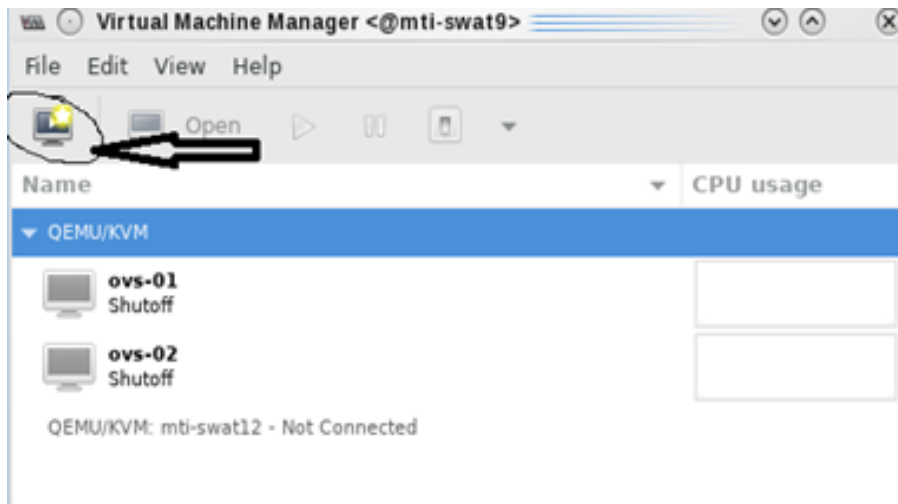 Virtual Machine Manager <@mti-swat9>
File Edit View Help
Open
Name CPU usage
QEMU/KVM
ovs-01
Shutoff
ovs-02
Shutoff
QEMU/KVM: mti-swat12 - Not Connected